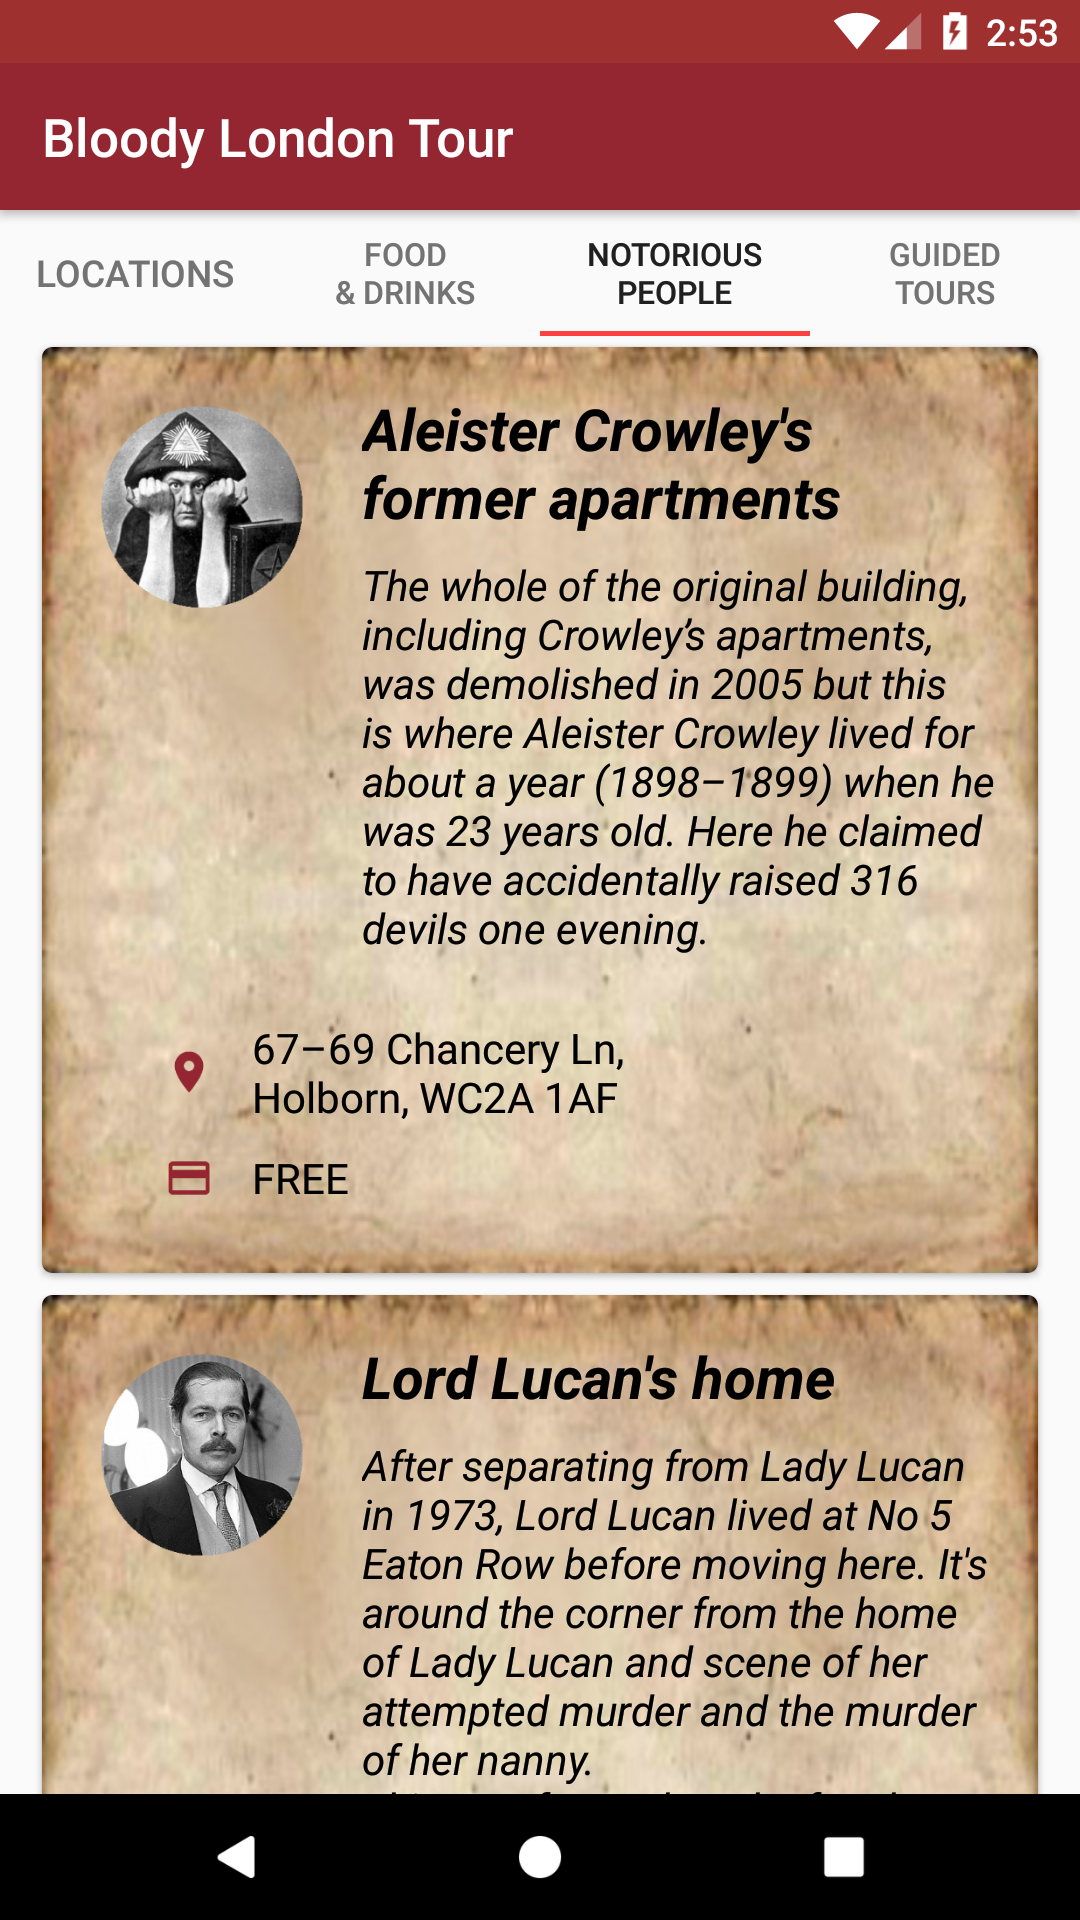 2:53
Bloody London Tour
LOCATIONS
FOOD
& DRINKS
NOTORIOUS
PEOPLE
GUIDED
TOURS
Aleister Crowley's
former apartments
The whole of the original building,
including Crowley’s apartments,
was demolished in 2005 but this
is where Aleister Crowley lived for
about a year (1898–1899) when he
was 23 years old. Here he claimed
to have accidentally raised 316
devils one evening.
67–69 Chancery Ln,
Holborn, WC2A 1AF
FREE
Lord Lucan's home
After separating from Lady Lucan
in 1973, Lord Lucan lived at No 5
Eaton Row before moving here. It's
around the corner from the home
of Lady Lucan and scene of her
attempted murder and the murder
of her nanny.